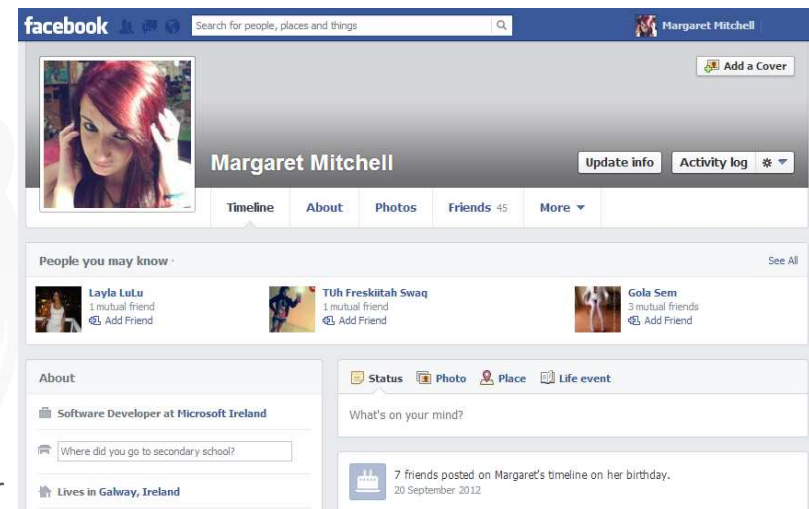 facebook
Search for people, places and things
Margaret Mitchell
Add a Cover
Margaret Mitchell
Update info
Activity log
Timeline
About
Photos
Friends 45
More
People you may know ·
See All
Layla LuLu
1 mutual friend
Add Friend
TUh Freskiitah Swaq
1 mutual friend
Add Friend
Gola Sem
3 mutual friends
Add Friend
About
Software Developer at Microsoft Ireland
Where did you go to secondary school?
Lives in Galway, Ireland
Status
Photo
Place
Life event
What's on your mind?
7 friends posted on Margaret's timeline on her birthday.
20 September 2012
r